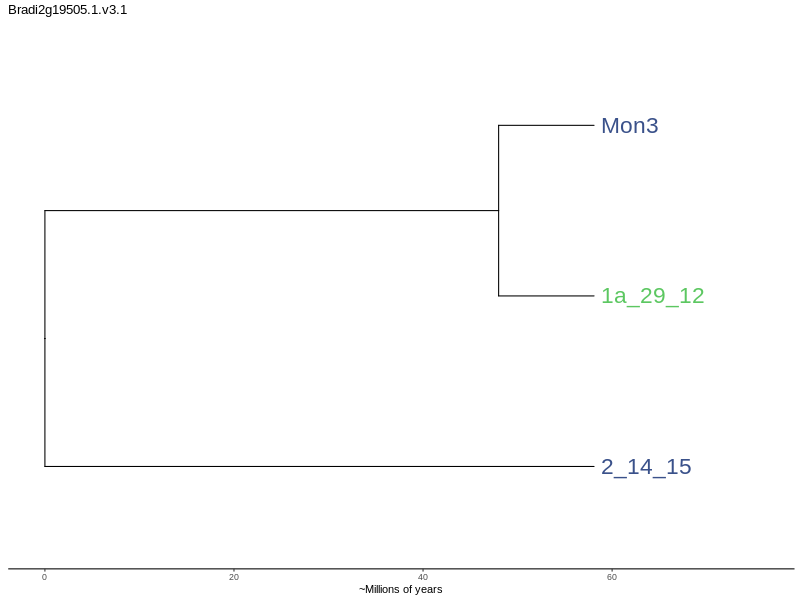 Bradi2g19505.1.v3.1
Mon3
1a_29_12
2_14_15
0 20 40 60
~Millions of years